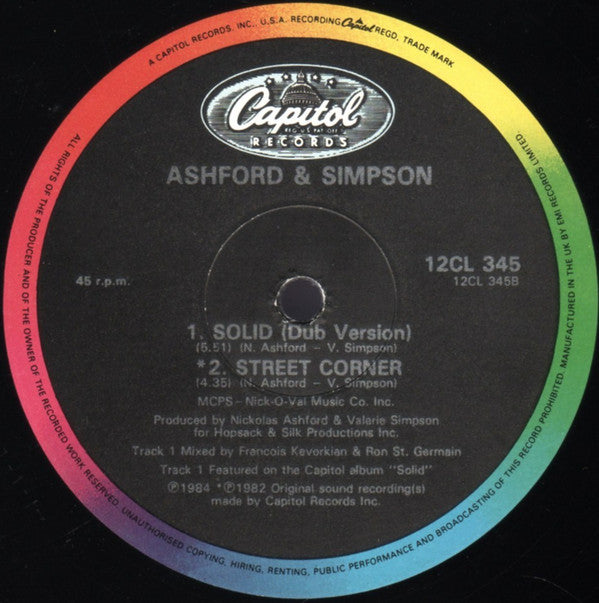 A CAPITOL RECORDS, INC., U.S.A. RECORDING Capitol REGD. TRADE MARK
Capitol
REG. U.S. PAT. OFF.
RECORDS
ASHFORD & SIMPSON
12CL 345
45 r.p.m.
12CL 345B
1. SOLID (Dub Version)
(5.51) (N. Ashford – V. Simpson)
*2. STREET CORNER
(4.35) (N. Ashford – V. Simpson)
MCPS – Nick-O-Val Music Co. Inc.
Produced by Nickolas Ashford & Valerie Simpson
for Hopsack & Silk Productions Inc.
Track 1 Mixed by Francois Kevorkian & Ron St. Germain
Track 1 Featured on the Capitol album "Solid"
℗1984 *℗1982 Original sound recording(s)
made by Capitol Records Inc.
ALL RIGHTS OF THE PRODUCER AND OF THE OWNER OF THE RECORDED WORK RESERVED. UNAUTHORISED COPYING, HIRING, RENTING, PUBLIC PERFORMANCE AND BROADCASTING OF THIS RECORD PROHIBITED. MANUFACTURED IN THE UK BY EMI RECORDS LIMITED